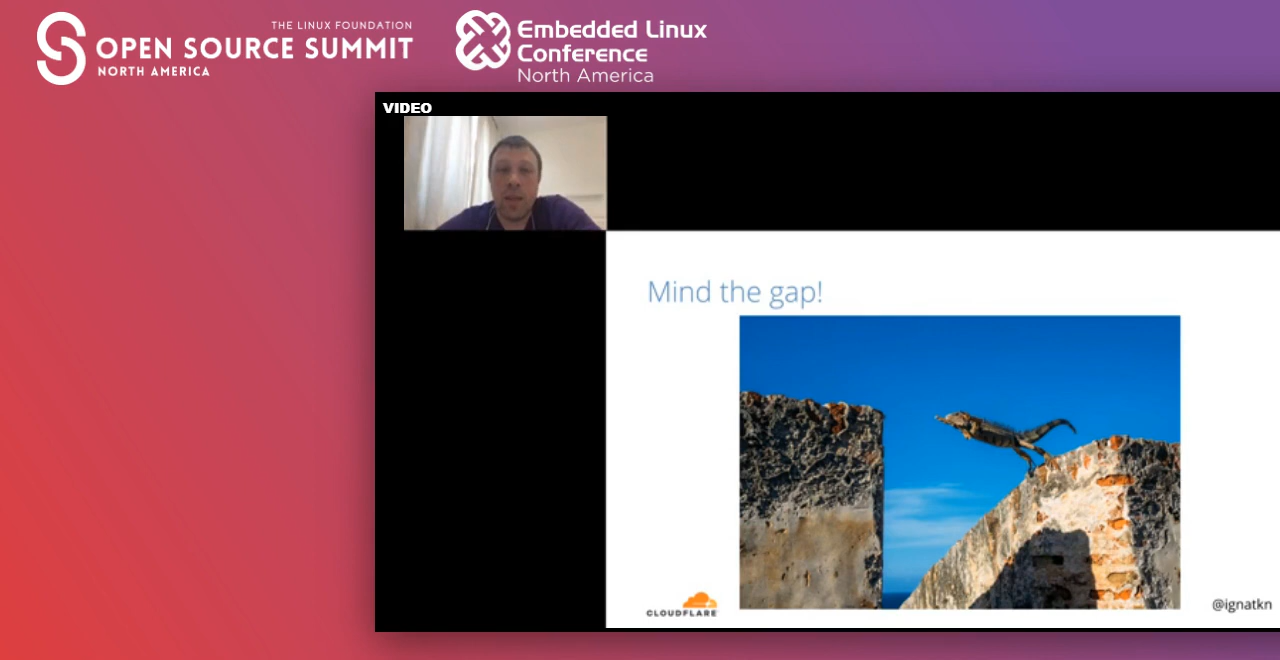 THE LINUX FOUNDATION
OPEN SOURCE SUMMIT
NORTH AMERICA
Embedded Linux
Conference
North America
VIDEO
Mind the gap!
CLOUDFLARE
@ignatkn